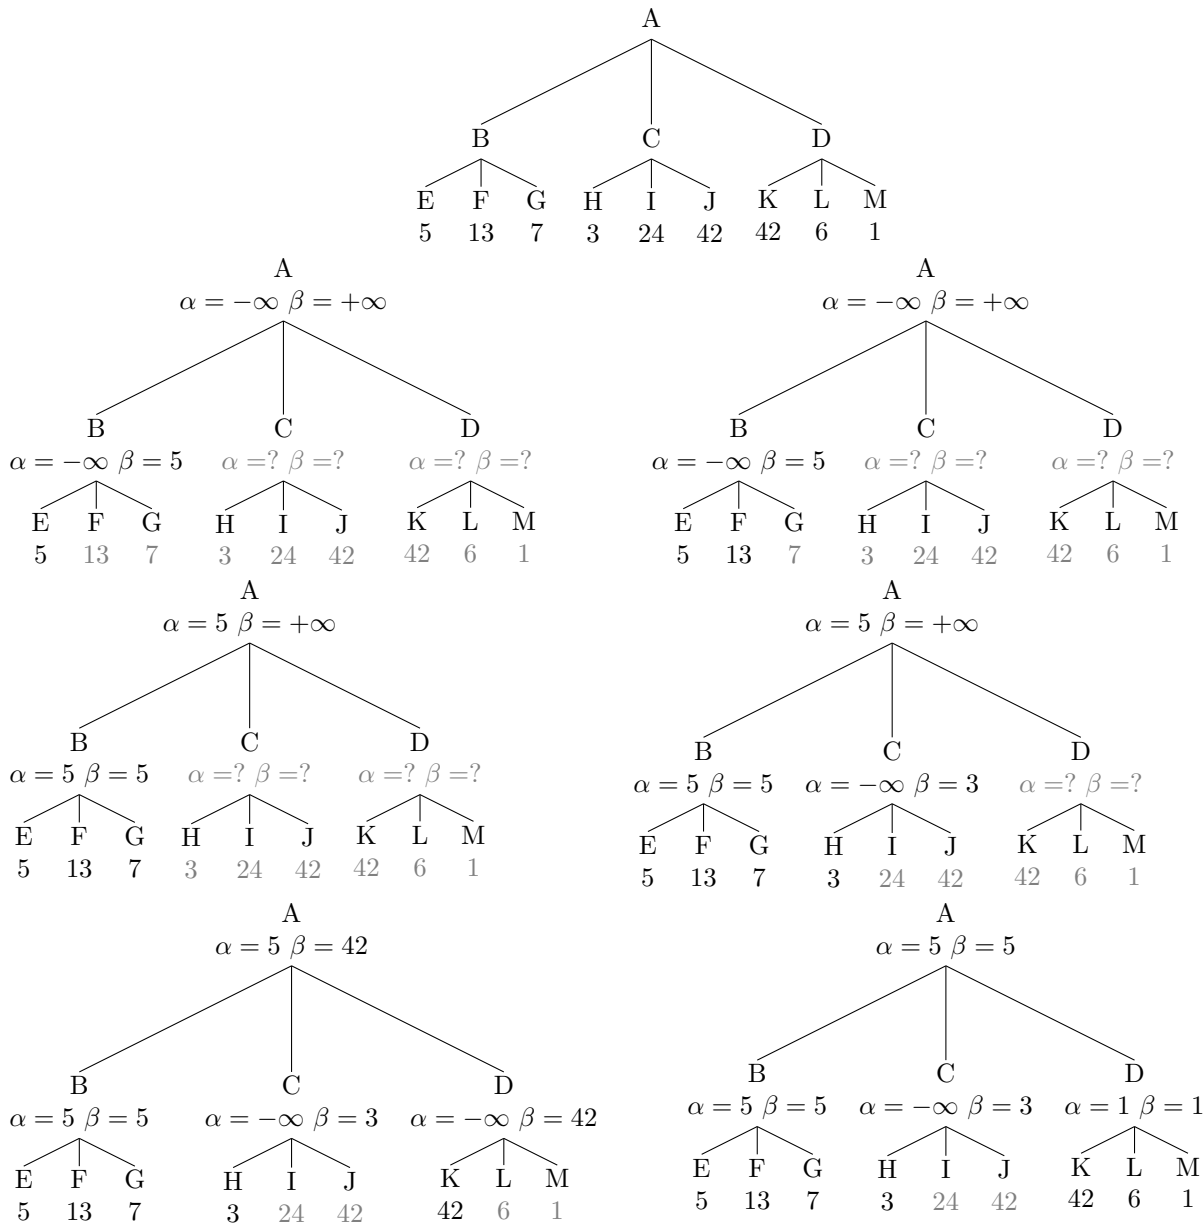 A
B C D
E F G H I J K L M
5 13 7 3 24 42 42 6 1
A
α = −∞ β = +∞
B C D
α = −∞ β = 5 α =? β =? α =? β =?
E F G H I J K L M
5 13 7 3 24 42 42 6 1
A
α = −∞ β = +∞
B C D
α = −∞ β = 5 α =? β =? α =? β =?
E F G H I J K L M
5 13 7 3 24 42 42 6 1
A
α = 5 β = +∞
B C D
α = 5 β = 5 α =? β =? α =? β =?
E F G H I J K L M
5 13 7 3 24 42 42 6 1
A
α = 5 β = +∞
B C D
α = 5 β = 5 α = −∞ β = 3 α =? β =?
E F G H I J K L M
5 13 7 3 24 42 42 6 1
A
α = 5 β = 42
B C D
α = 5 β = 5 α = −∞ β = 3 α = −∞ β = 42
E F G H I J K L M
5 13 7 3 24 42 42 6 1
A
α = 5 β = 5
B C D
α = 5 β = 5 α = −∞ β = 3 α = 1 β = 1
E F G H I J K L M
5 13 7 3 24 42 42 6 1